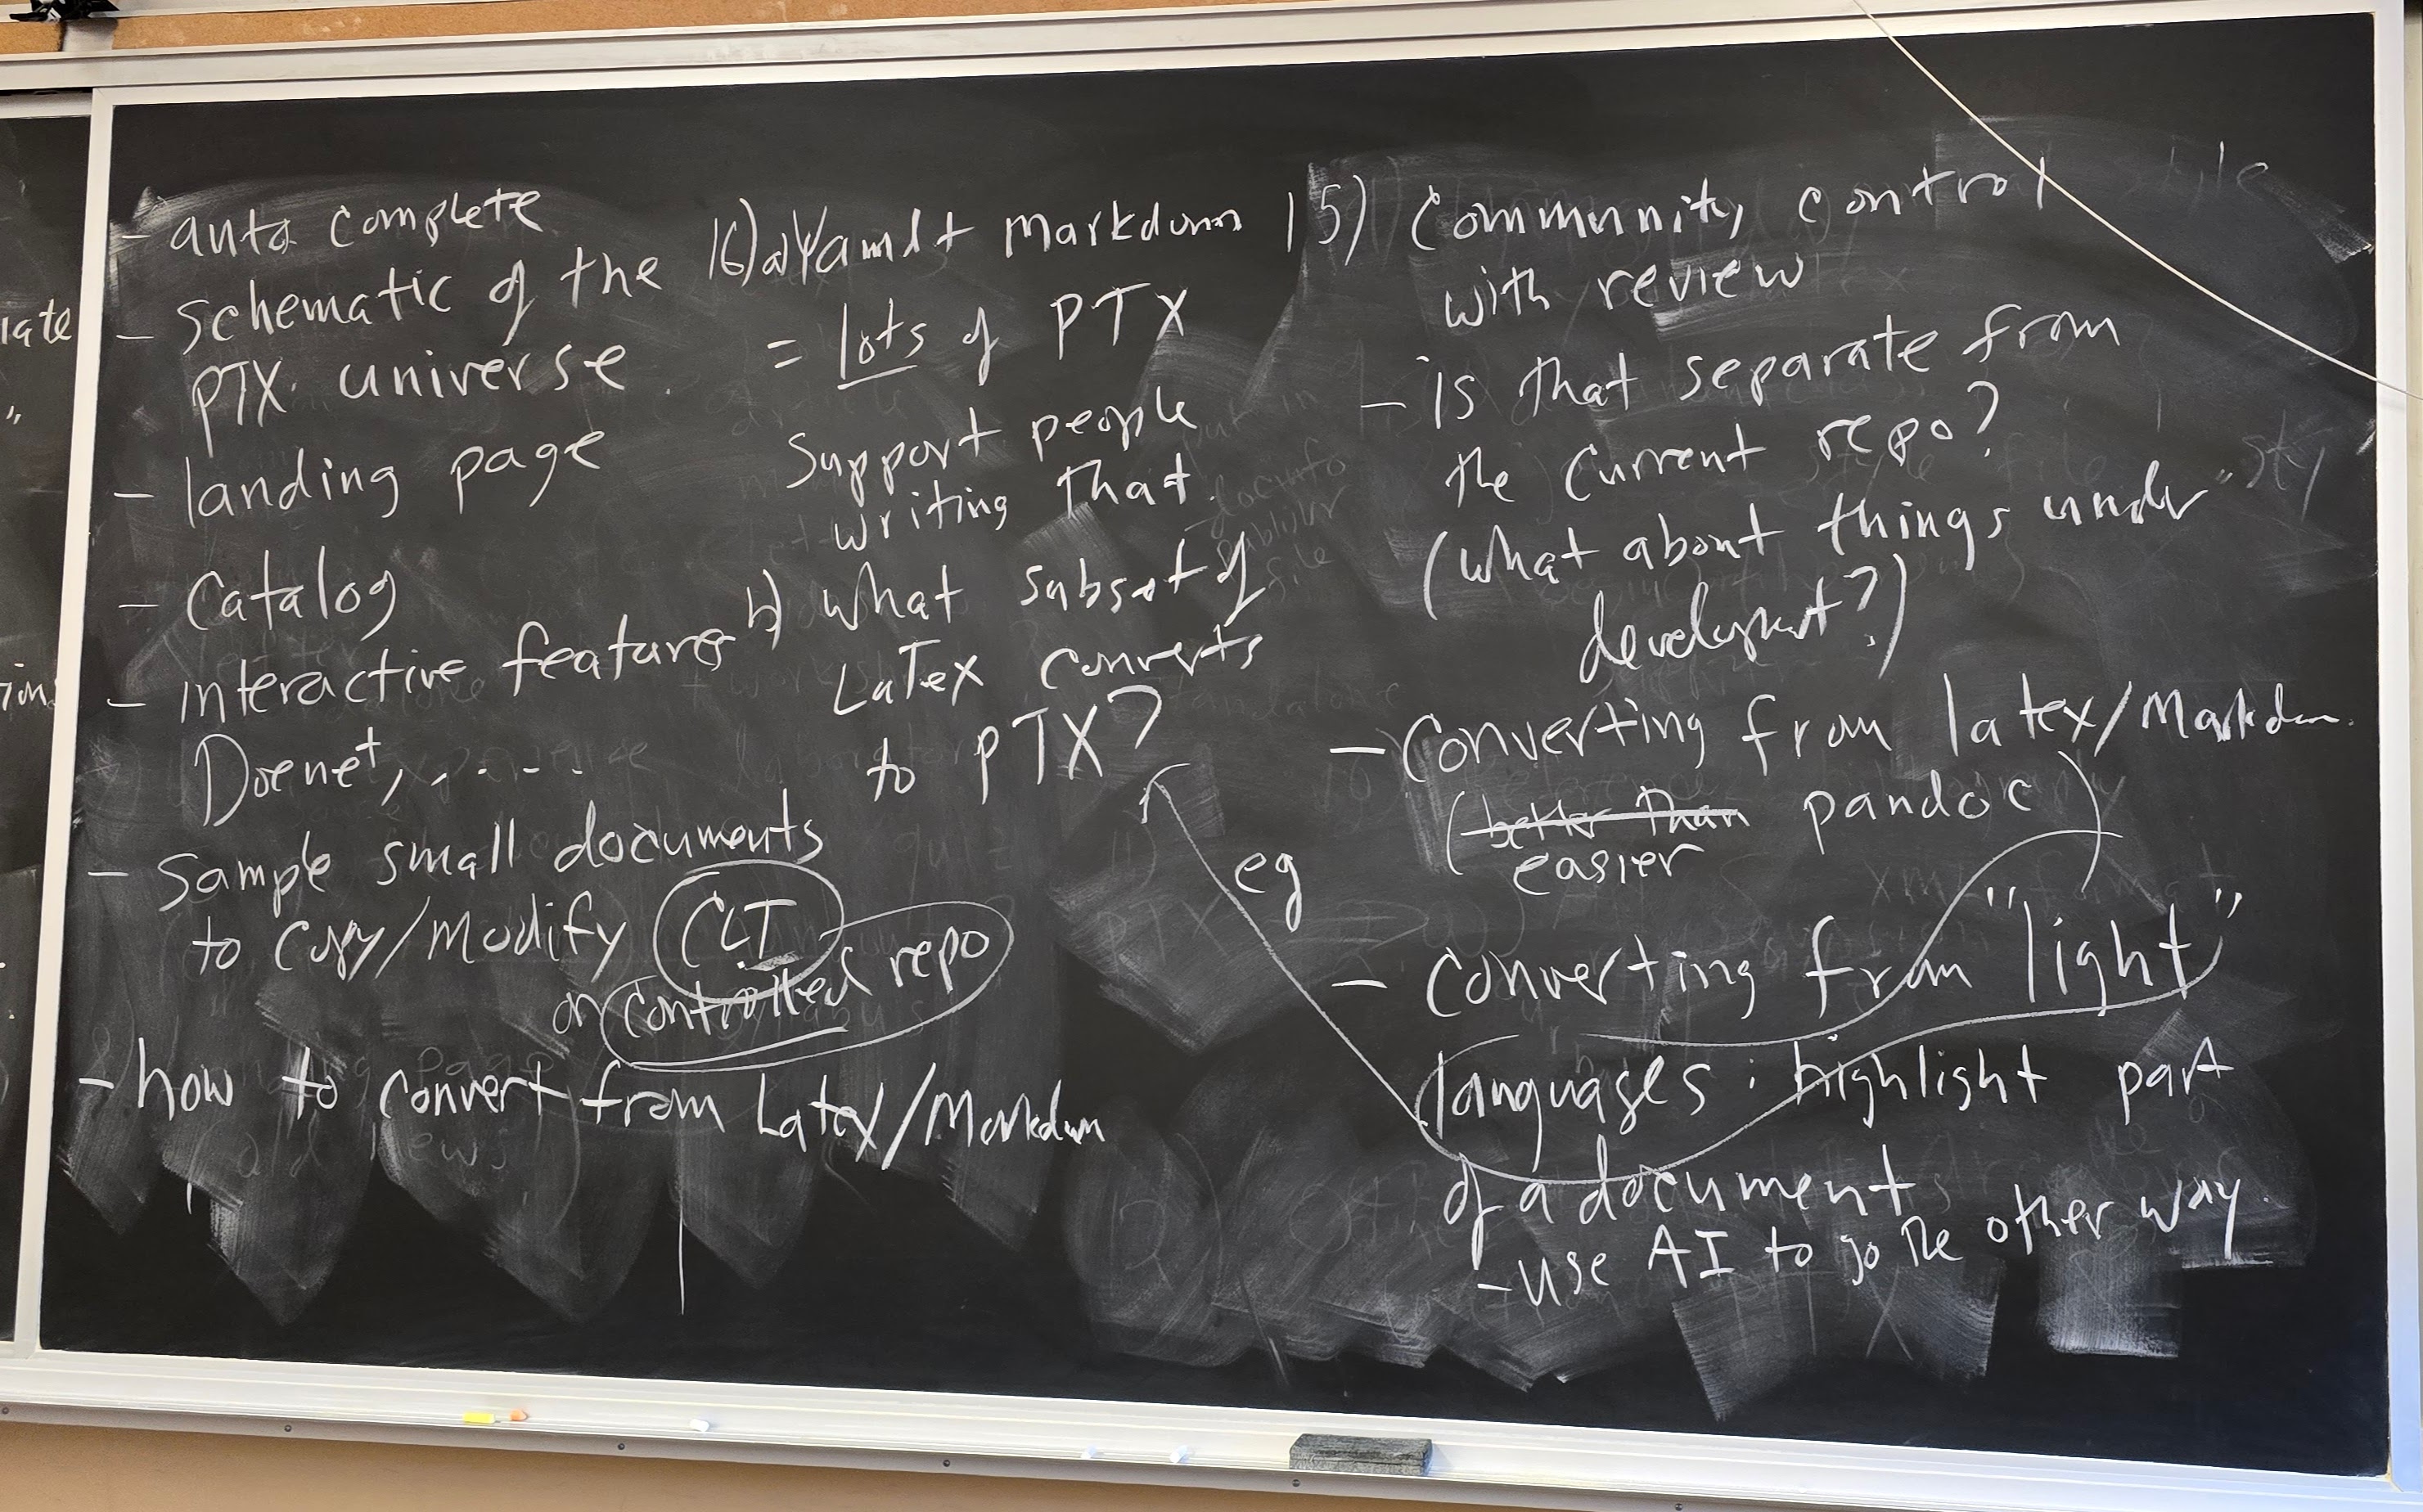 - auto complete
- schematic of the
PTX universe
- landing page
- Catalog
- interactive features
Doenet, . . . .
- Sample small documents
to copy/modify CLI
or controlled repo
- how to convert from Latex/Markdown
16) a) Yaml + Markdown
= lots of PTX
Support people
writing that.
b) what subset of
LaTex converts
to PTX?
eg
15) Community control
with review
- is that separate from
the current repo?
(what about things under
development?)
- Converting from latex/Markdown
(better than pandoc)
easier
- Converting from "light"
languages : highlight part
of a document
- use AI to go the other way.
late
"